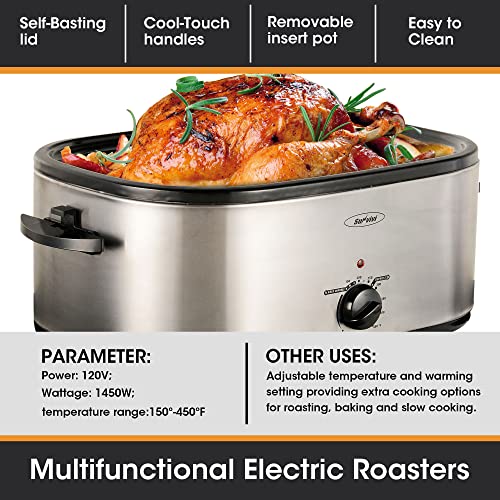 Self-Basting
lid
Cool-Touch
handles
Removable
insert pot
Easy to
Clean
Sunvivi
PARAMETER:
Power: 120V;
Wattage: 1450W;
temperature range:150°-450°F
OTHER USES:
Adjustable temperature and warming
setting providing extra cooking options
for roasting, baking and slow cooking.
Multifunctional Electric Roasters